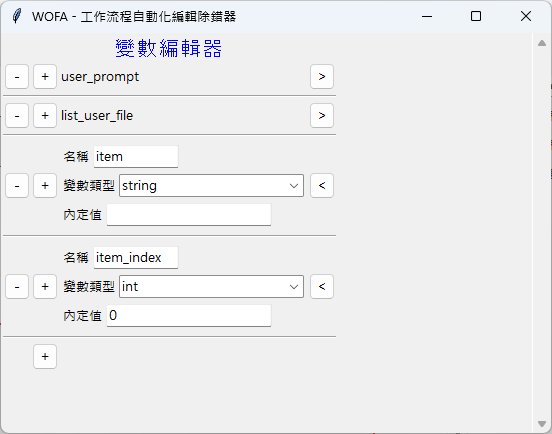 WOFA - 工作流程自動化編輯除錯器
變數編輯器
- + user_prompt >
- + list_user_file >
名稱 item
- + 變數類型 string <
內定值
名稱 item_index
- + 變數類型 int <
內定值 0
+